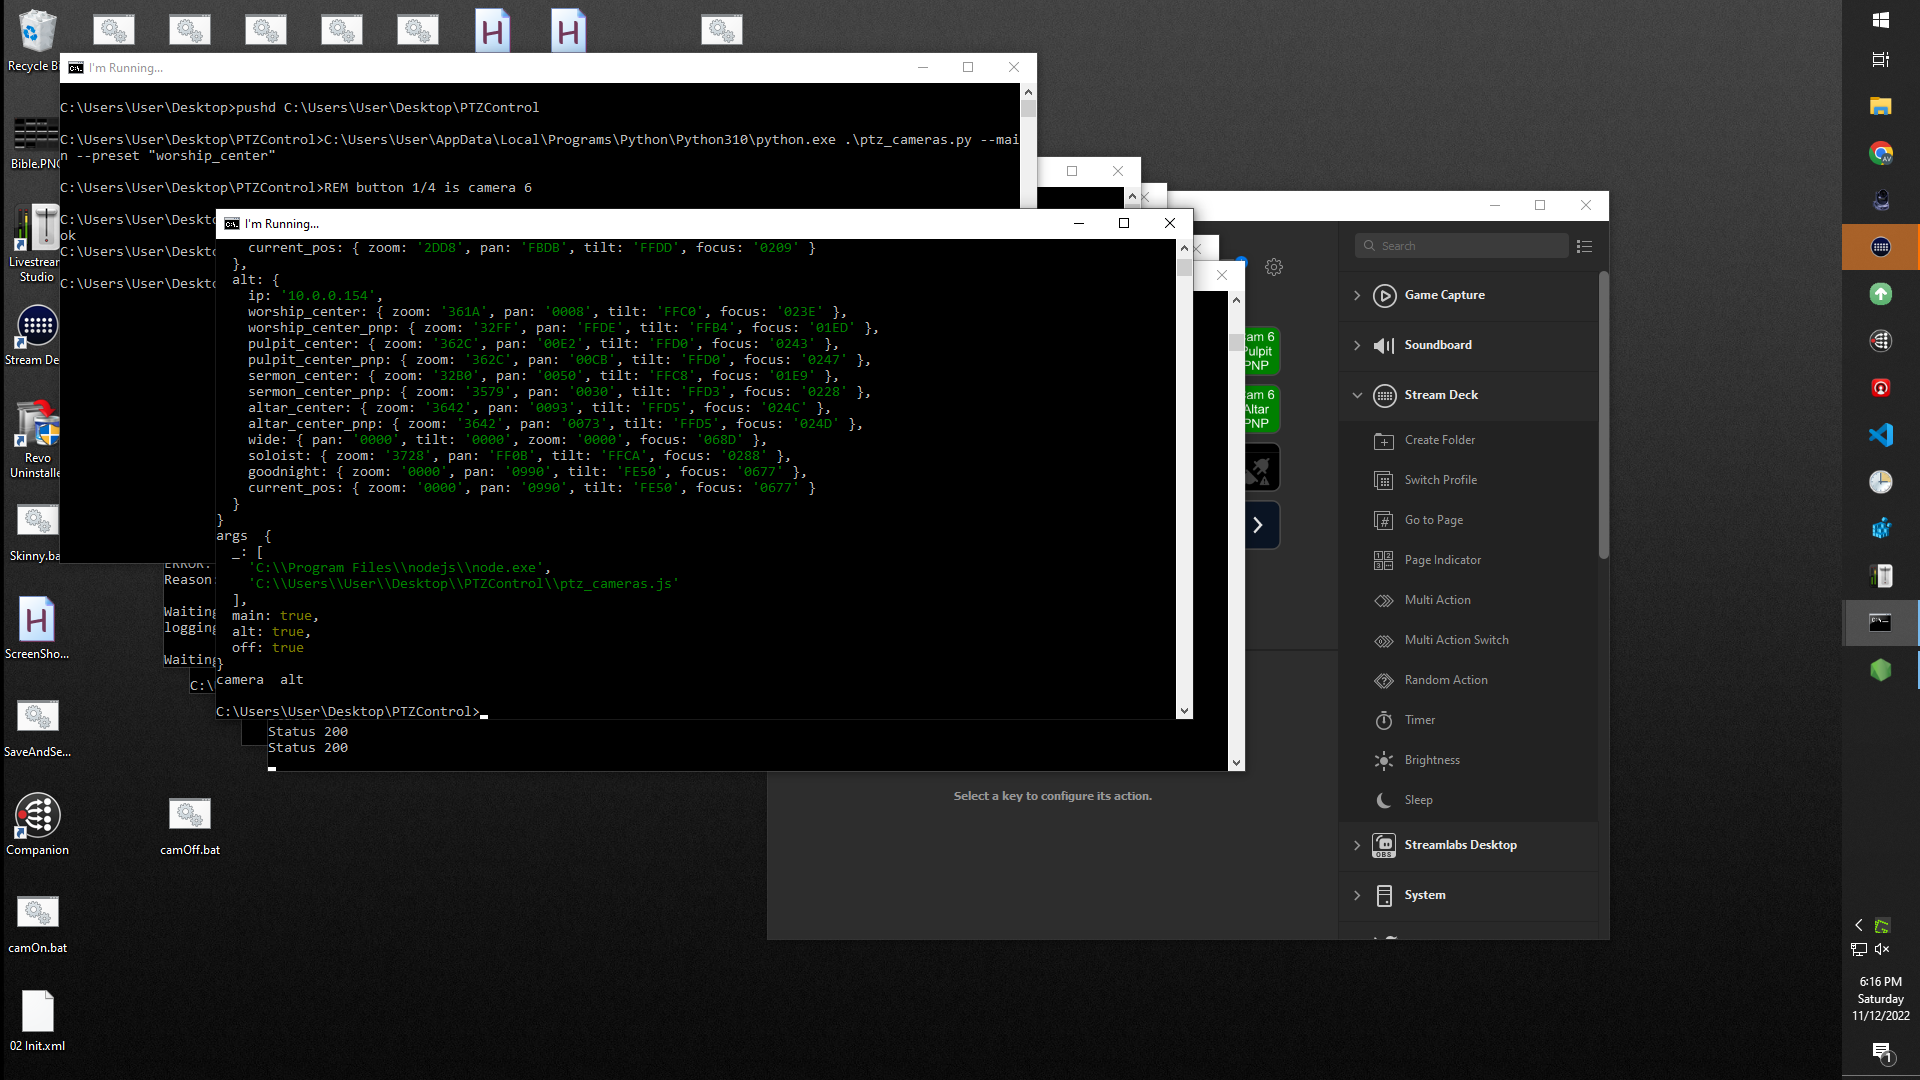 Recycle Bi
Bible.PNG
Livestream
Studio
Stream De
Revo
Uninstalle
Skinny.ba
ScreenSho...
SaveAndSe...
Companion
camOff.bat
camOn.bat
02 Init.xml
I'm Running...
C:\Users\User\Desktop>pushd C:\Users\User\Desktop\PTZControl
C:\Users\User\Desktop\PTZControl>C:\Users\User\AppData\Local\Programs\Python\Python310\python.exe .\ptz_cameras.py --mai
n --preset "worship_center"
C:\Users\User\Desktop\PTZControl>REM button 1/4 is camera 6
C:\Users\User\Deskto
ok
C:\Users\User\Deskto
C:\Users\User\Deskto
ERROR:
Reason:
Waiting
logging
Waiting
C:\
I'm Running...
current_pos: { zoom: '2DD8', pan: 'FBDB', tilt: 'FFDD', focus: '0209' }
},
alt: {
ip: '10.0.0.154',
worship_center: { zoom: '361A', pan: '0008', tilt: 'FFC0', focus: '023E' },
worship_center_pnp: { zoom: '32FF', pan: 'FFDE', tilt: 'FFB4', focus: '01ED' },
pulpit_center: { zoom: '362C', pan: '00E2', tilt: 'FFD0', focus: '0243' },
pulpit_center_pnp: { zoom: '362C', pan: '00CB', tilt: 'FFD0', focus: '0247' },
sermon_center: { zoom: '32B0', pan: '0050', tilt: 'FFC8', focus: '01E9' },
sermon_center_pnp: { zoom: '3579', pan: '0030', tilt: 'FFD3', focus: '0228' },
altar_center: { zoom: '3642', pan: '0093', tilt: 'FFD5', focus: '024C' },
altar_center_pnp: { zoom: '3642', pan: '0073', tilt: 'FFD5', focus: '024D' },
wide: { pan: '0000', tilt: '0000', zoom: '0000', focus: '068D' },
soloist: { zoom: '3728', pan: 'FF0B', tilt: 'FFCA', focus: '0288' },
goodnight: { zoom: '0000', pan: '0990', tilt: 'FE50', focus: '0677' },
current_pos: { zoom: '0000', pan: '0990', tilt: 'FE50', focus: '0677' }
}
}
args  {
_: [
'C:\\Program Files\\nodejs\\node.exe',
'C:\\Users\\User\\Desktop\\PTZControl\\ptz_cameras.js'
],
main: true,
alt: true,
off: true
}
camera  alt
C:\Users\User\Desktop\PTZControl>
Status 200
Status 200
am 6
Pulpit
PNP
am 6
Altar
PNP
Select a key to configure its action.
Search
Game Capture
Soundboard
Stream Deck
Create Folder
Switch Profile
Go to Page
Page Indicator
Multi Action
Multi Action Switch
Random Action
Timer
Brightness
Sleep
OBS
Streamlabs Desktop
System
AV
6:16 PM
Saturday
11/12/2022
1